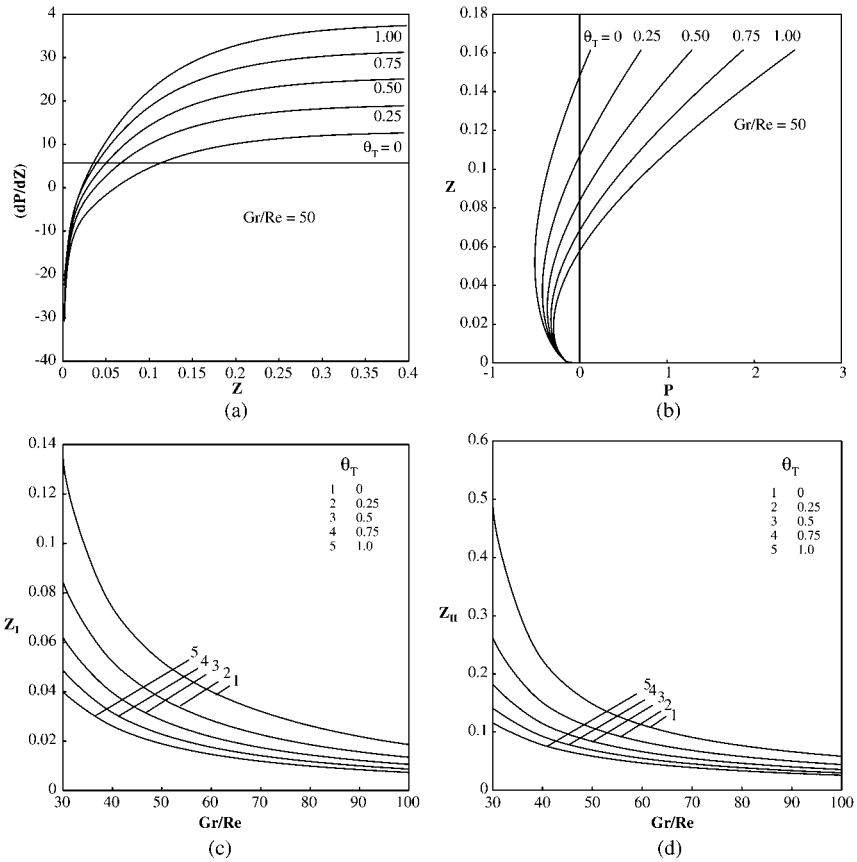 4
30
20
10
0
-10
-20
-30
-40
(dP/dZ)
1.00
0.75
0.50
0.25
θT = 0
Gr/Re = 50
0 0.05 0.1 0.15 0.2 0.25 0.3 0.35 0.4
Z
(a)
0.18
0.16
0.14
0.12
0.1
0.08
0.06
0.04
0.02
0
Z
θT = 0 0.25 0.50 0.75 1.00
Gr/Re = 50
-1 0 1 2 3
P
(b)
0.14
0.12
0.1
0.08
0.06
0.04
0.02
0
ZI
θT
1 0
2 0.25
3 0.5
4 0.75
5 1.0
5 4 3 2 1
30 40 50 60 70 80 90 100
Gr/Re
(c)
0.6
0.5
0.4
0.3
0.2
0.1
0
ZII
θT
1 0
2 0.25
3 0.5
4 0.75
5 1.0
5 4 3 2 1
30 40 50 60 70 80 90 100
Gr/Re
(d)